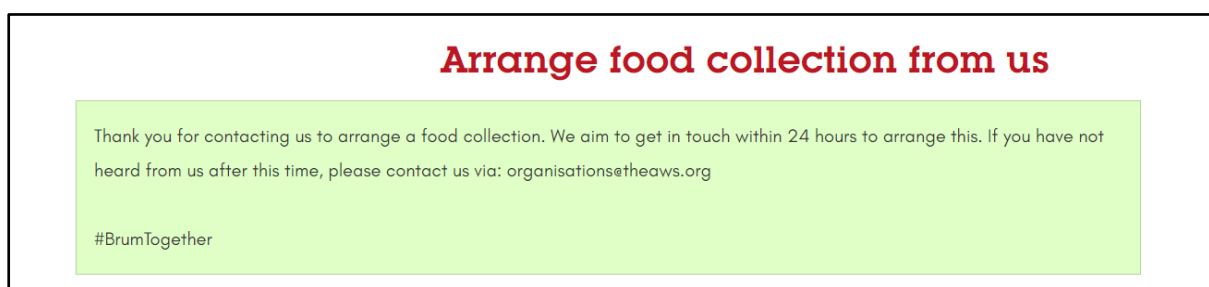 Arrange food collection from us
Thank you for contacting us to arrange a food collection. We aim to get in touch within 24 hours to arrange this. If you have not
heard from us after this time, please contact us via: organisations@theaws.org
#BrumTogether